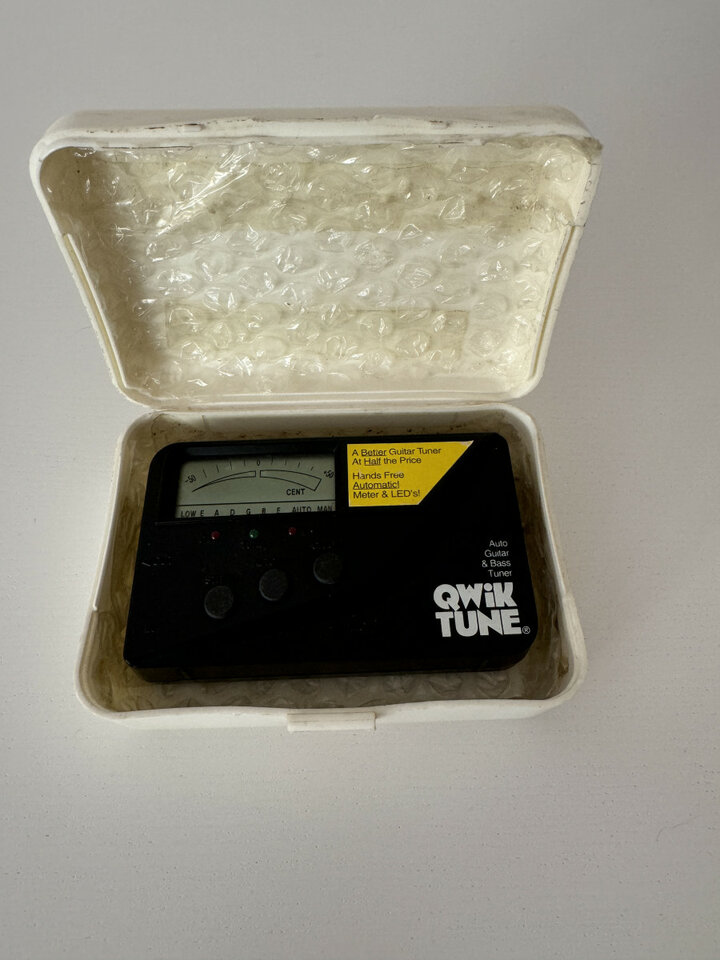 A Better Guitar Tuner
At Half the Price
Hands Free
Automatic!
Meter & LED's!
-50 0 +50
CENT
LOW E A D G B E AUTO MAN
Auto
Guitar
& Bass
Tuner
QWiK
TUNE®